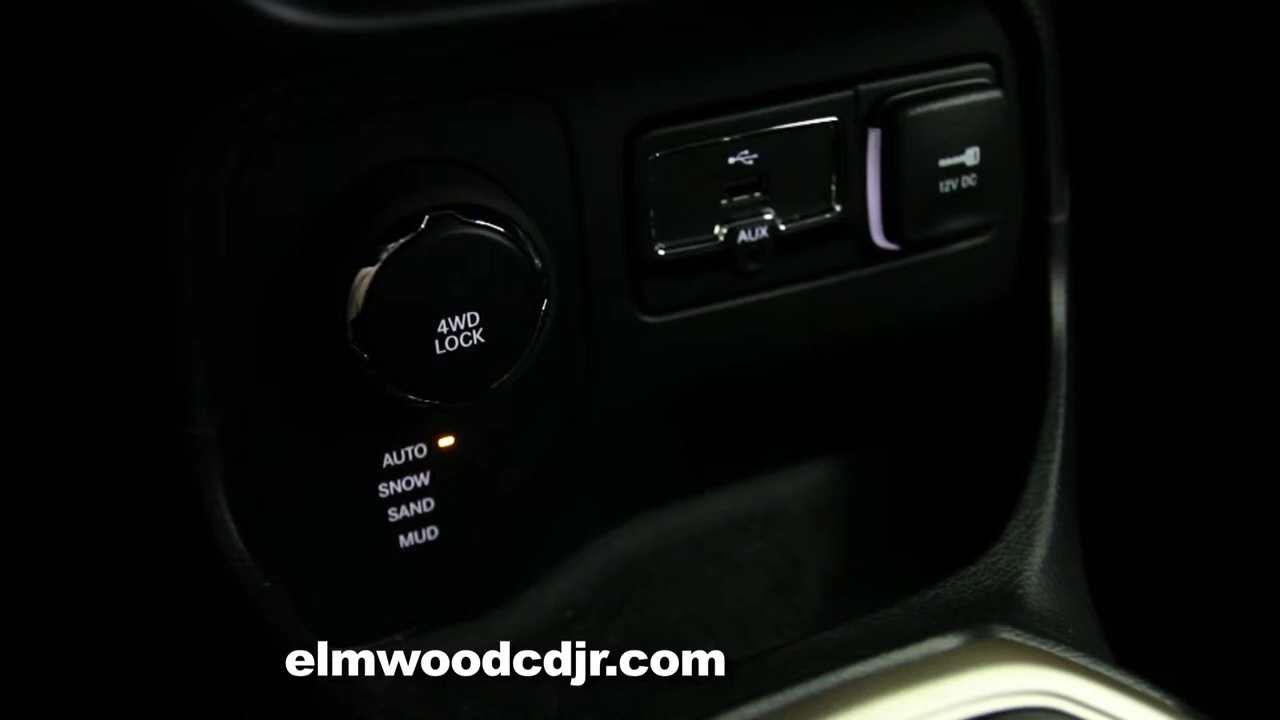 4WD
LOCK
AUTO
SNOW
SAND
MUD
AUX
12V DC
elmwoodcdjr.com